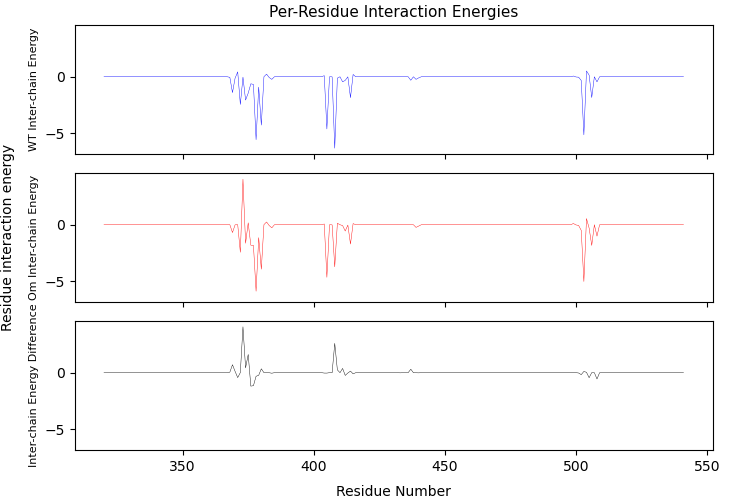 Per-Residue Interaction Energies
Residue interaction energy
WT Inter-chain Energy
0
−5
Om Inter-chain Energy
0
−5
Inter-chain Energy Difference
0
−5
350
400
450
500
550
Residue Number